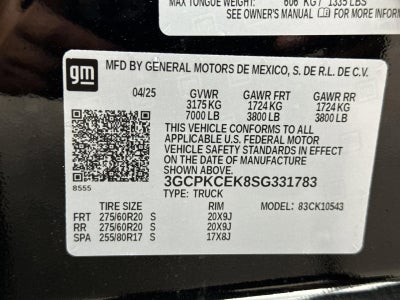 MAX TONGUE WEIGHT: 606 KG / 1335 LBS
SEE OWNER'S MANUAL FOR MORE INFORM
gm
MFD BY GENERAL MOTORS DE MEXICO, S. DE R.L. DE C.V.
04/25 GVWR GAWR FRT GAWR RR
3175 KG 1724 KG 1724 KG
7000 LB 3800 LB 3800 LB
THIS VEHICLE CONFORMS TO ALL
APPLICABLE U.S. FEDERAL MOTOR
VEHICLE SAFETY STANDARDS IN EFFECT ON
THE DATE OF MANUFACTURE SHOWN ABOVE.
8555
3GCPKCEK8SG331783
TYPE: TRUCK
TIRE SIZE RIM MODEL: 83CK10543
FRT 275/60R20 S 20X9J
RR 275/60R20 S 20X9J
SPA 255/80R17 S 17X8J